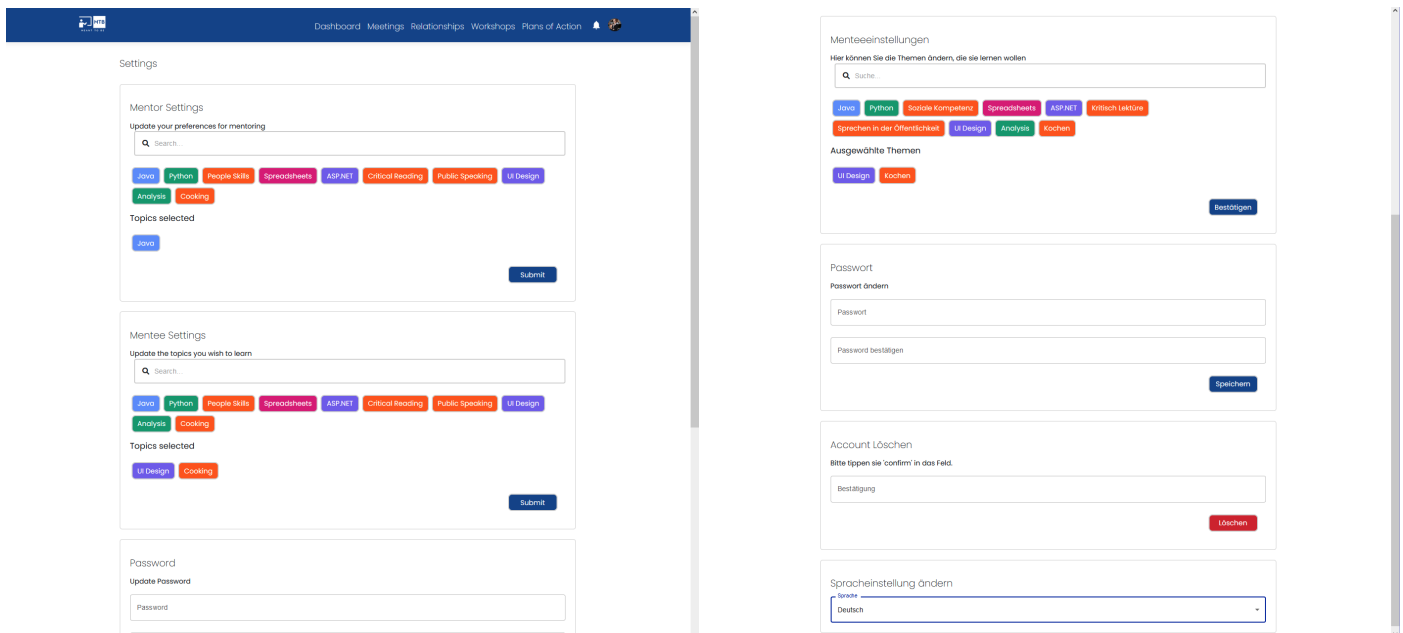 MTB
MEANT TO BE
Dashboard Meetings Relationships Workshops Plans of Action
Settings
Mentor Settings
Update your preferences for mentoring
Search...
Java Python People Skills Spreadsheets ASP.NET Critical Reading Public Speaking UI Design
Analysis Cooking
Topics selected
Java
Submit
Mentee Settings
Update the topics you wish to learn
Search...
Java Python People Skills Spreadsheets ASP.NET Critical Reading Public Speaking UI Design
Analysis Cooking
Topics selected
UI Design Cooking
Submit
Password
Update Password
Password
Menteeeinstellungen
Hier können Sie die Themen ändern, die sie lernen wollen
Suche...
Java Python Soziale Kompetenz Spreadsheets ASP.NET Kritisch Lektüre
Sprechen in der Öffentlichkeit UI Design Analysis Kochen
Ausgewählte Themen
UI Design Kochen
Bestätigen
Passwort
Passwort ändern
Passwort
Password bestätigen
Speichern
Account Löschen
Bitte tippen sie 'confirm' in das Feld.
Bestätigung
Löschen
Spracheinstellung ändern
Sprache
Deutsch